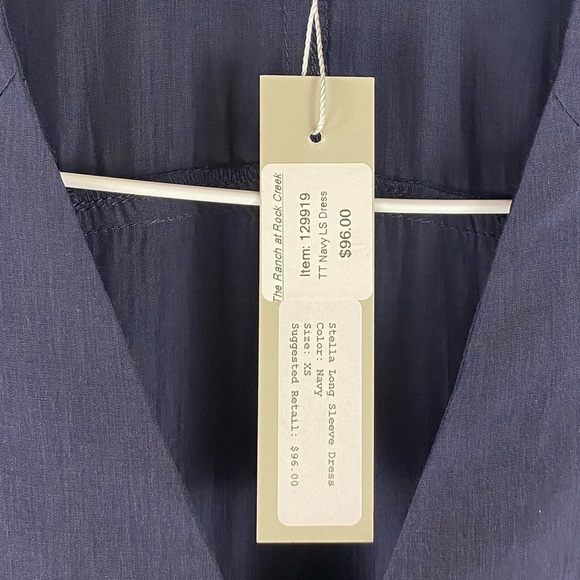 The Ranch at Rock Creek
Item: 129919
TT Navy LS Dress
$96.00
Stella Long Sleeve Dress
Color: Navy
Size: XS
Suggested Retail: $96.00